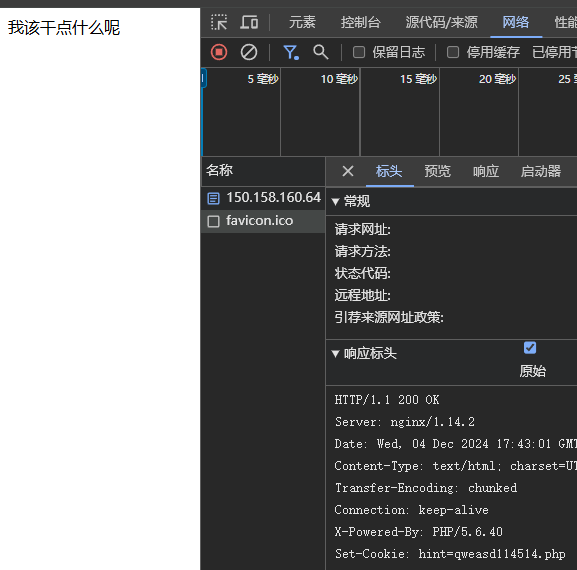 我该干点什么呢
元素 控制台 源代码/来源 网络 性能
保留日志 停用缓存 已停用节
5 毫秒 10 毫秒 15 毫秒 20 毫秒 25
名称
标头 预览 响应 启动器
150.158.160.64
favicon.ico
常规
请求网址:
请求方法:
状态代码:
远程地址:
引荐来源网址政策:
响应标头
原始
HTTP/1.1 200 OK
Server: nginx/1.14.2
Date: Wed, 04 Dec 2024 17:43:01 GMT
Content-Type: text/html; charset=UT
Transfer-Encoding: chunked
Connection: keep-alive
X-Powered-By: PHP/5.6.40
Set-Cookie: hint=qweasd114514.php